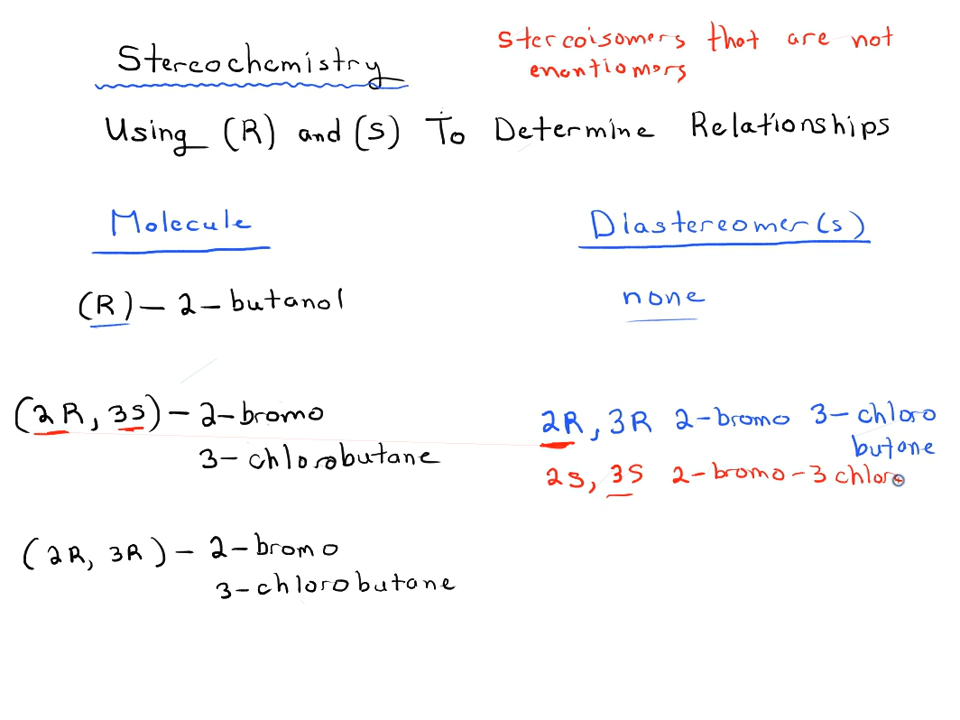 Stereochemistry
stereoisomers that are not
enantiomers
Using (R) and (S) To Determine Relationships
Molecule
Diastereomer(s)
(R) - 2 - butanol
none
(2R, 3S) - 2-bromo
3- chlorobutane
2R, 3R 2-bromo 3- chloro
butane
2S, 3S 2-bromo-3 chloro
(2R, 3R) - 2-bromo
3-chlorobutane